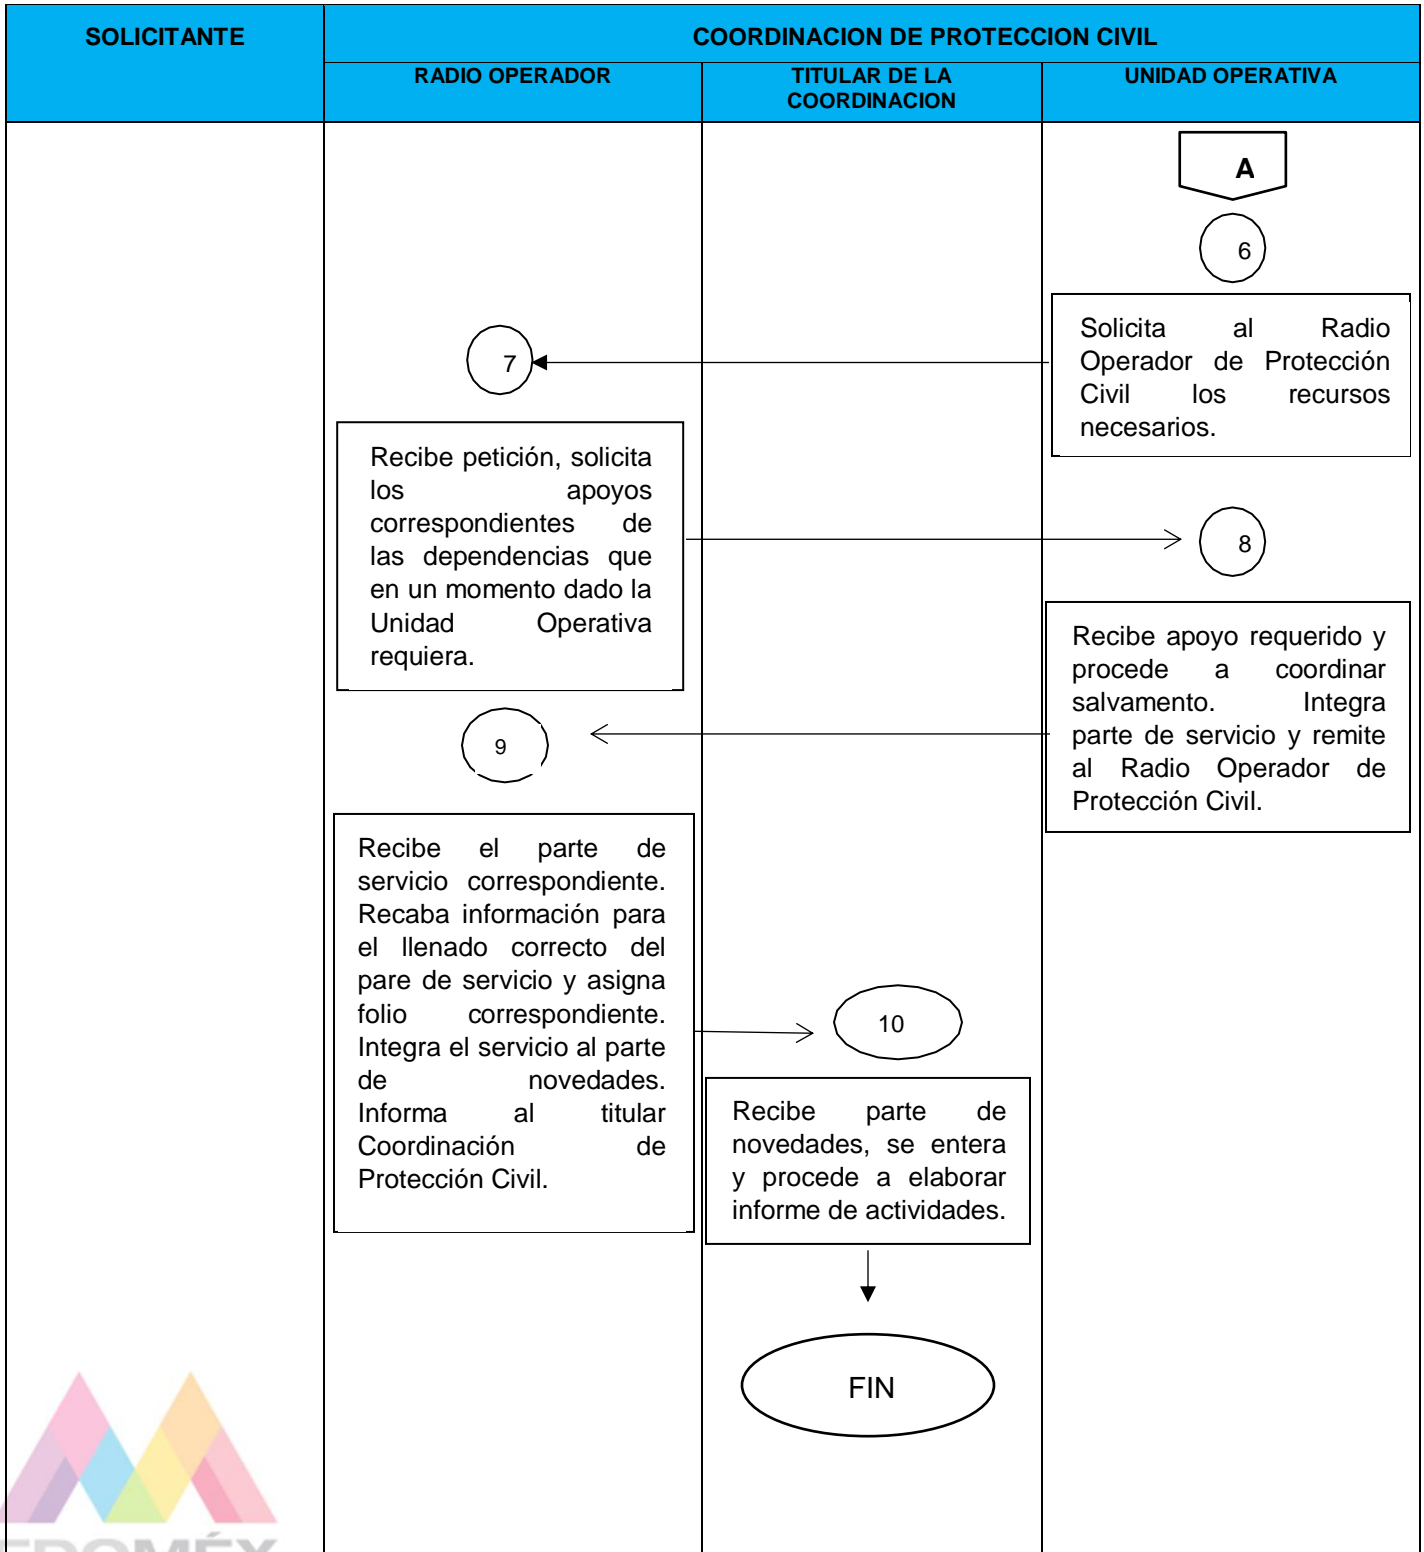 SOLICITANTE
COORDINACION DE PROTECCION CIVIL
RADIO OPERADOR
TITULAR DE LA
COORDINACION
UNIDAD OPERATIVA
A
6
Solicita al Radio
Operador de Protección
Civil los recursos
necesarios.
7
Recibe petición, solicita
los apoyos
correspondientes de
las dependencias que
en un momento dado la
Unidad Operativa
requiera.
8
Recibe apoyo requerido y
procede a coordinar
salvamento. Integra
parte de servicio y remite
al Radio Operador de
Protección Civil.
9
Recibe el parte de
servicio correspondiente.
Recaba información para
el llenado correcto del
pare de servicio y asigna
folio correspondiente.
Integra el servicio al parte
de novedades.
Informa al titular
Coordinación de
Protección Civil.
10
Recibe parte de
novedades, se entera
y procede a elaborar
informe de actividades.
FIN
EDOMÉX